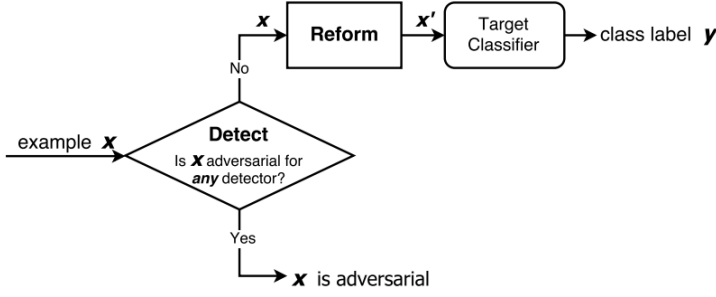 x
Reform
x'
Target
Classifier
class label y
No
example x
Detect
Is x adversarial for
any detector?
Yes
x is adversarial